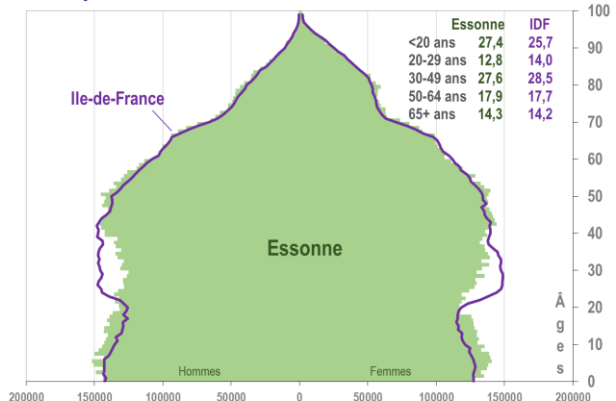 100
Essonne IDF
<20 ans 27,4 25,7
20-29 ans 12,8 14,0
30-49 ans 27,6 28,5
50-64 ans 17,9 17,7
65+ ans 14,3 14,2
90
80
Ile-de-France
70
60
50
40
Essonne
30
20
Âges
10
Hommes Femmes
0
200000 150000 100000 50000 0 50000 100000 150000 200000